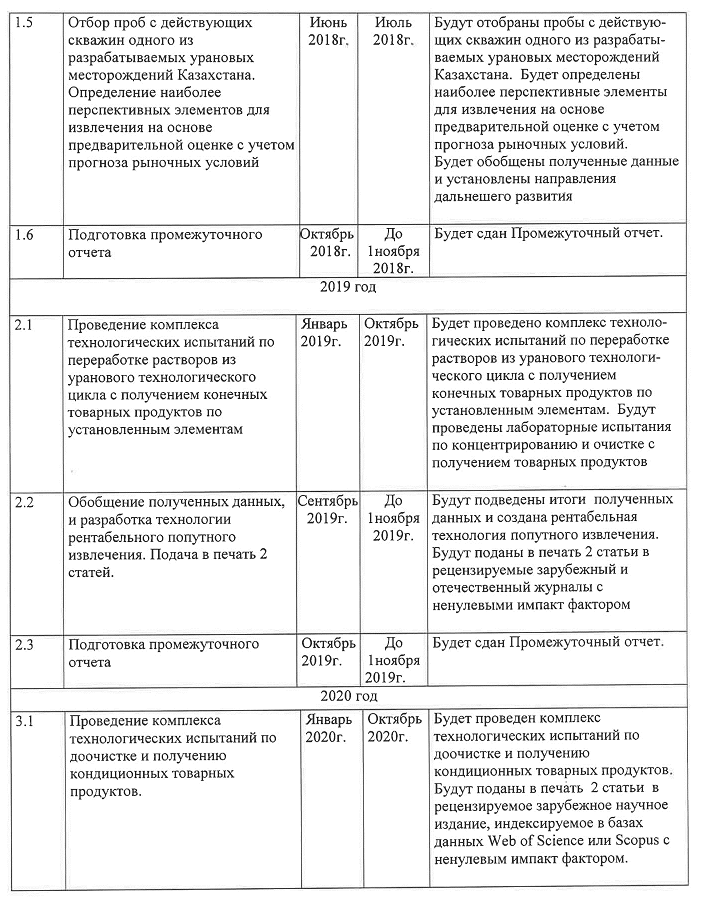 1.5
Отбор проб с действующих
скважин одного из
разрабатываемых урановых
месторождений Казахстана.
Определение наиболее
перспективных элементов для
извлечения на основе
предварительной оценке с учетом
прогноза рыночных условий
Июнь
2018г.
Июль
2018г.
Будут отобраны пробы с действую-
щих скважин одного из разрабаты-
ваемых урановых месторождений
Казахстана. Будет определены
наиболее перспективные элементы
для извлечения на основе
предварительной оценке с учетом
прогноза рыночных условий.
Будет обобщены полученные данные
и установлены направления
дальнейшего развития
1.6
Подготовка промежуточного
отчета
Октябрь
2018г.
До
1ноября
2018г.
Будет сдан Промежуточный отчет.
2019 год
2.1
Проведение комплекса
технологических испытаний по
переработке растворов из
уранового технологического
цикла с получением конечных
товарных продуктов по
установленным элементам
Январь
2019г.
Октябрь
2019г.
Будет проведено комплекс техноло-
гических испытаний по переработке
растворов из уранового технологи-
ческого цикла с получением
конечных товарных продуктов по
установленным элементам. Будут
проведены лабораторные испытания
по концентрированию и очистке с
получением товарных продуктов
2.2
Обобщение полученных данных,
и разработка технологии
рентабельного попутного
извлечения. Подача в печать 2
статей.
Сентябрь
2019г.
До
1ноября
2019г.
Будут подведены итоги полученных
данных и создана рентабельная
технология попутного извлечения.
Будут поданы в печать 2 статьи в
рецензируемые зарубежный и
отечественный журналы с
ненулевыми импакт фактором
2.3
Подготовка промежуточного
отчета
Октябрь
2019г.
До
1ноября
2019г.
Будет сдан Промежуточный отчет.
2020 год
3.1
Проведение комплекса
технологических испытаний по
доочистке и получению
кондиционных товарных
продуктов.
Январь
2020г.
Октябрь
2020г.
Будет проведен комплекс
технологических испытаний по
доочистке и получению
кондиционных товарных продуктов.
Будут поданы в печать 2 статьи в
рецензируемое зарубежное научное
издание, индексируемое в базах
данных Web of Science или Scopus с
ненулевым импакт фактором.